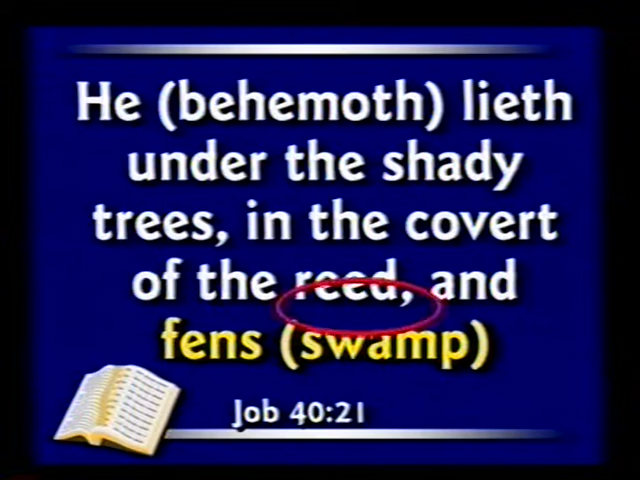 He (behemoth) lieth
under the shady
trees, in the covert
of the reed, and
fens (swamp)
Job 40:21